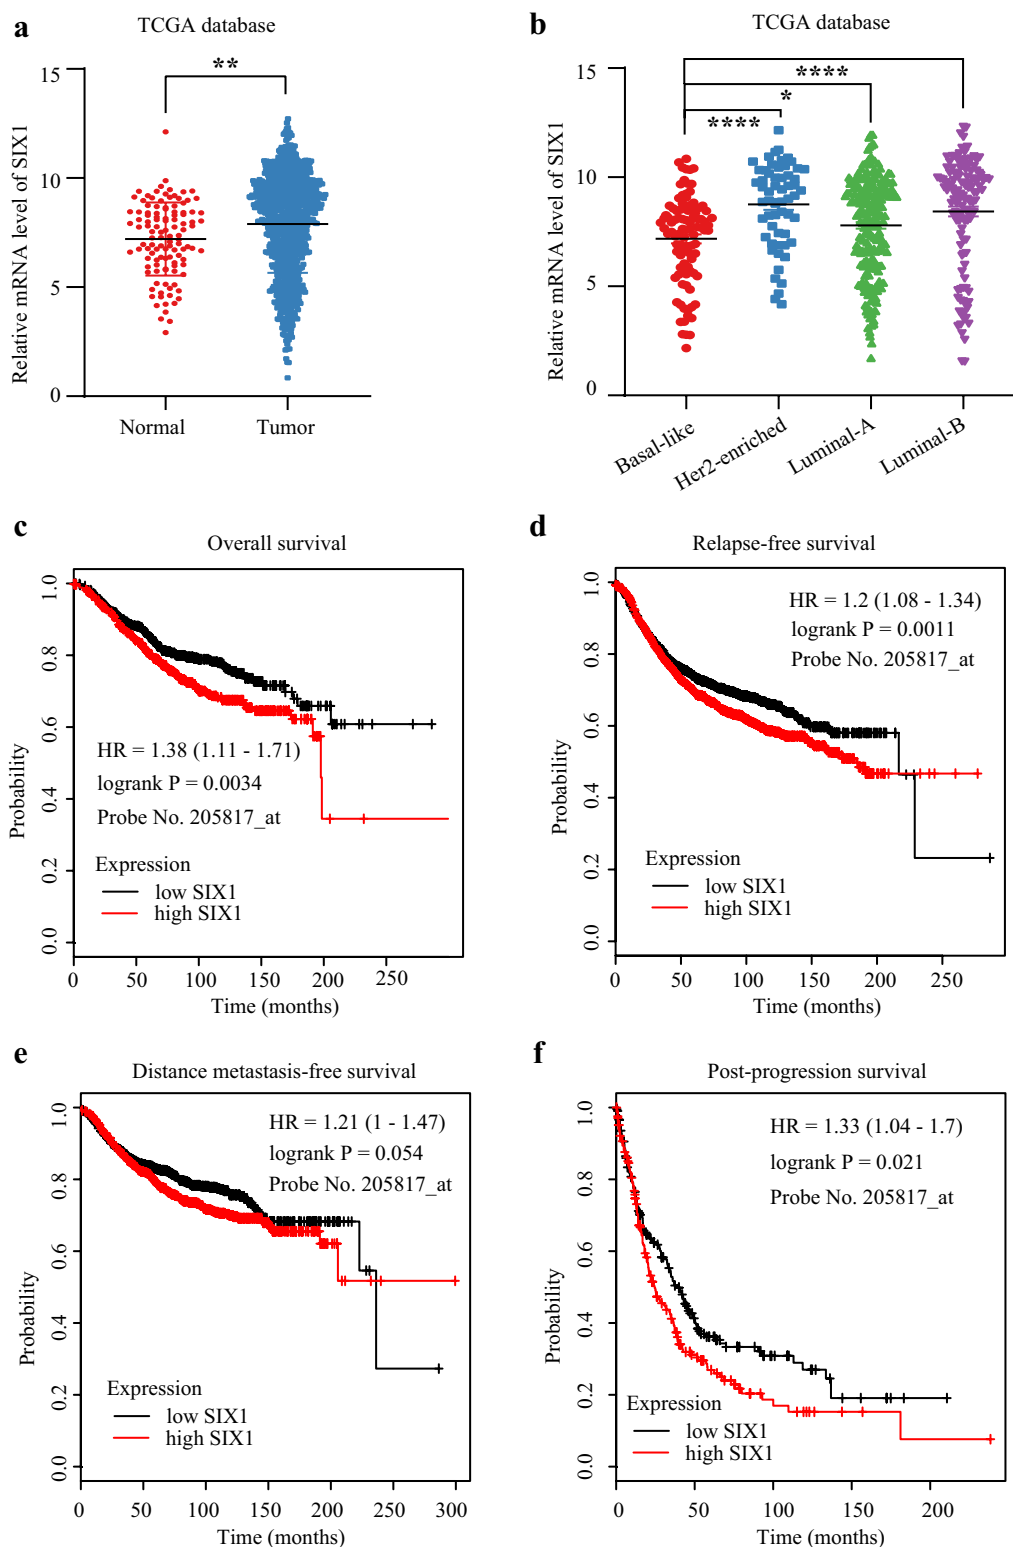 a
TCGA database
**
Relative mRNA level of SIX1
15
10
5
0
Normal
Tumor
b
TCGA database
****
*
****
Relative mRNA level of SIX1
15
10
5
0
Basal-like
Her2-enriched
Luminal-A
Luminal-B
c
Overall survival
Probability
1.0
0.8
0.6
0.4
0.2
0.0
HR = 1.38 (1.11 - 1.71)
logrank P = 0.0034
Probe No. 205817_at
Expression
low SIX1
high SIX1
0 50 100 150 200 250
Time (months)
d
Relapse-free survival
Probability
1.0
0.8
0.6
0.4
0.2
0.0
HR = 1.2 (1.08 - 1.34)
logrank P = 0.0011
Probe No. 205817_at
Expression
low SIX1
high SIX1
0 50 100 150 200 250
Time (months)
e
Distance metastasis-free survival
Probability
1.0
0.8
0.6
0.4
0.2
0.0
HR = 1.21 (1 - 1.47)
logrank P = 0.054
Probe No. 205817_at
Expression
low SIX1
high SIX1
0 50 100 150 200 250 300
Time (months)
f
Post-progression survival
Probability
1.0
0.8
0.6
0.4
0.2
0.0
HR = 1.33 (1.04 - 1.7)
logrank P = 0.021
Probe No. 205817_at
Expression
low SIX1
high SIX1
0 50 100 150 200
Time (months)